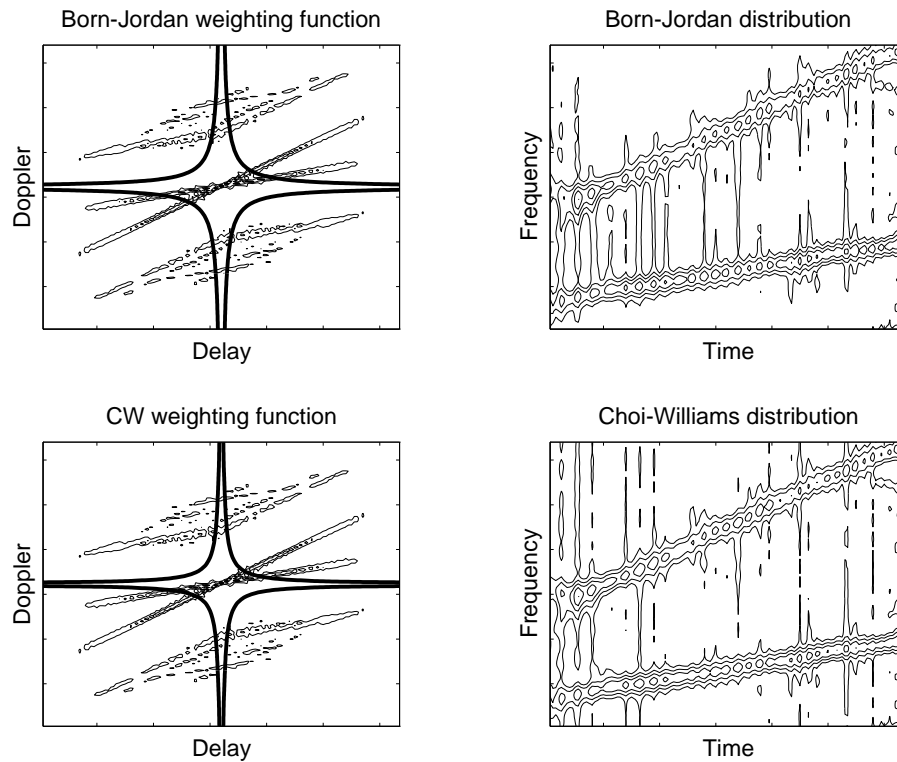 Born-Jordan weighting function
Doppler
Delay
Born-Jordan distribution
Frequency
Time
CW weighting function
Doppler
Delay
Choi-Williams distribution
Frequency
Time